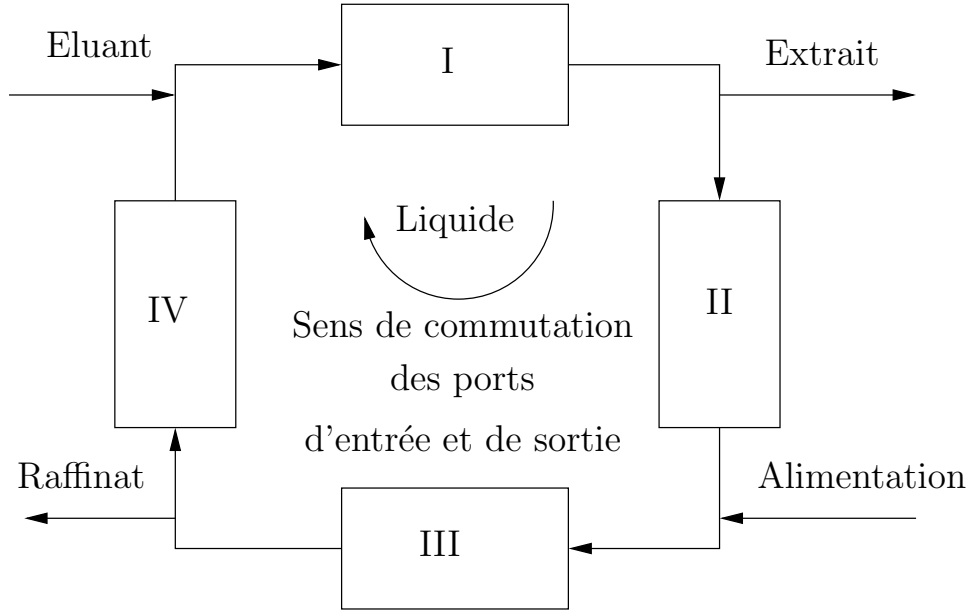 Eluant
I
Extrait
Liquide
IV
II
Sens de commutation
des ports
d'entrée et de sortie
Raffinat
Alimentation
III